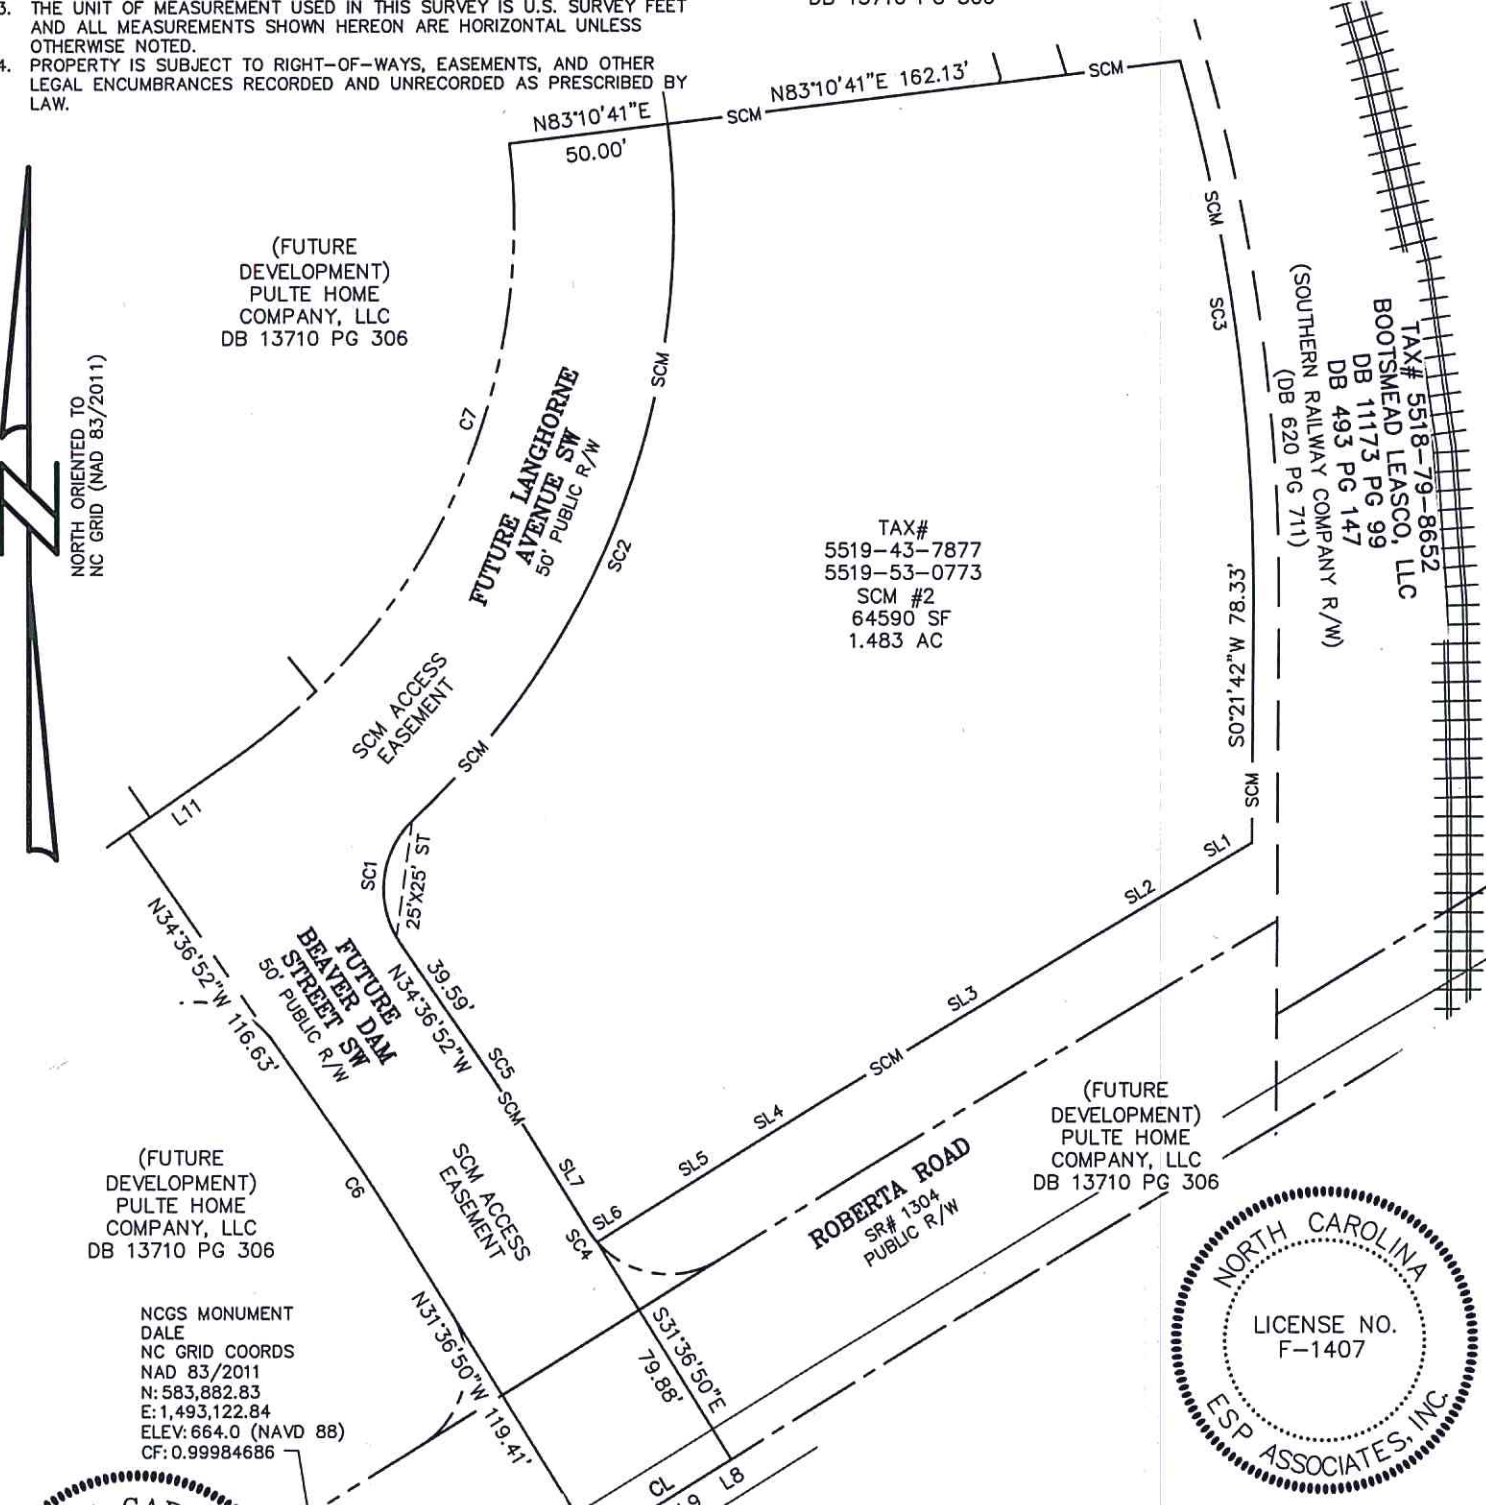 3. THE UNIT OF MEASUREMENT USED IN THIS SURVEY IS U.S. SURVEY FEET
AND ALL MEASUREMENTS SHOWN HEREON ARE HORIZONTAL UNLESS
OTHERWISE NOTED.
4. PROPERTY IS SUBJECT TO RIGHT-OF-WAYS, EASEMENTS, AND OTHER
LEGAL ENCUMBRANCES RECORDED AND UNRECORDED AS PRESCRIBED BY
LAW.
N83°10'41"E
50.00'
SCM
N83°10'41"E 162.13'
SCM
SCM
SC3
(FUTURE
DEVELOPMENT)
PULTE HOME
COMPANY, LLC
DB 13710 PG 306
NORTH ORIENTED TO
NC GRID (NAD 83/2011)
N
C7
SCM
FUTURE LANGHORNE
AVENUE SW
50' PUBLIC R/W
SC2
TAX# 5518-79-8652
BOOTSMEAD LEASCO, LLC
DB 11173 PG 99
DB 493 PG 147
(SOUTHERN RAILWAY COMPANY R/W)
(DB 620 PG 711)
TAX#
5519-43-7877
5519-53-0773
SCM #2
64590 SF
1.483 AC
S0°21'42"W 78.33'
SCM
SCM ACCESS
EASEMENT
SCM
L11
SC1
25'X25' ST
SL1
SL2
SL3
SCM
SL4
SL5
SL6
N34°36'52"W 116.63'
FUTURE
BEAVER DAM
STREET SW
50' PUBLIC R/W
39.59'
N34°36'52"W
SC5
SCM
SL7
SC4
SCM ACCESS
EASEMENT
C6
(FUTURE
DEVELOPMENT)
PULTE HOME
COMPANY, LLC
DB 13710 PG 306
ROBERTA ROAD
SR# 1304
PUBLIC R/W
(FUTURE
DEVELOPMENT)
PULTE HOME
COMPANY, LLC
DB 13710 PG 306
N31°36'50"W 119.41'
S31°36'50"E
79.88'
CL
L8
NCGS MONUMENT
DALE
NC GRID COORDS
NAD 83/2011
N: 583,882.83
E: 1,493,122.84
ELEV: 664.0 (NAVD 88)
CF: 0.99984686
NORTH CAROLINA
LICENSE NO.
F-1407
ESP ASSOCIATES, INC.